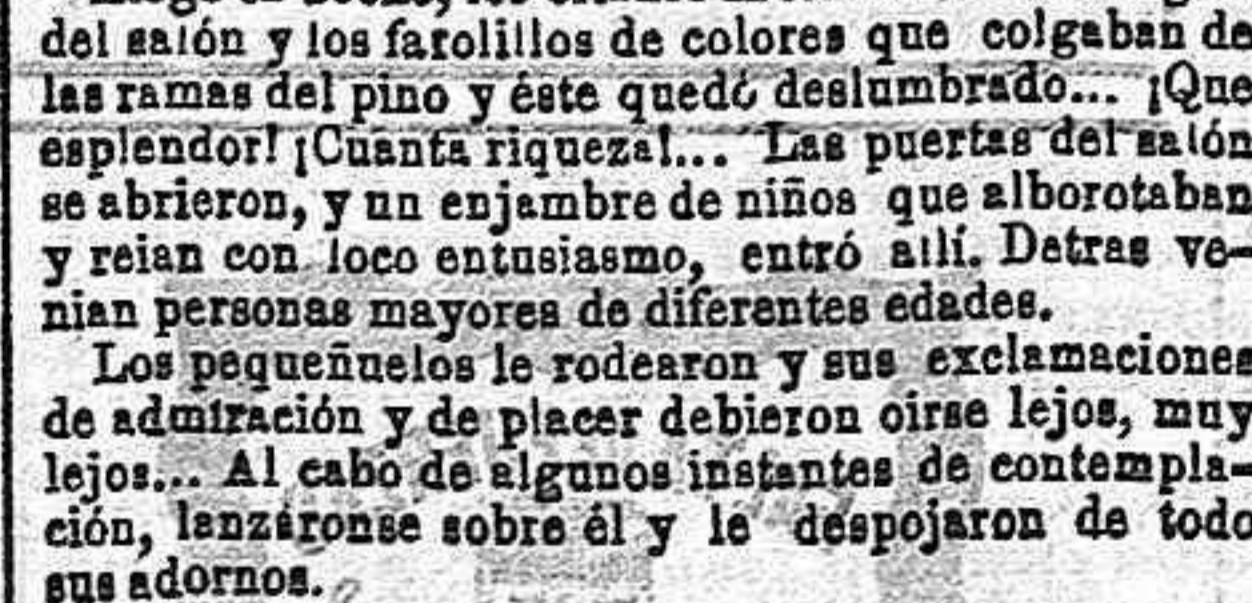 del salón y los farolillos de colores que colgaban de
las ramas del pino y éste quedó deslumbrado... ¡Que
esplendor! ¡Cuanta riqueza!... Las puertas del salón
se abrieron, y un enjambre de niños que alborotaban
y reian con loco entusiasmo, entró allí. Detras ve-
nian personas mayores de diferentes edades.
Los pequeñuelos le rodearon y sus exclamaciones
de admiración y de placer debieron oirse lejos, muy
lejos... Al cabo de algunos instantes de contempla-
ción, lanzáronse sobre él y le despojaron de todo
sus adornos.